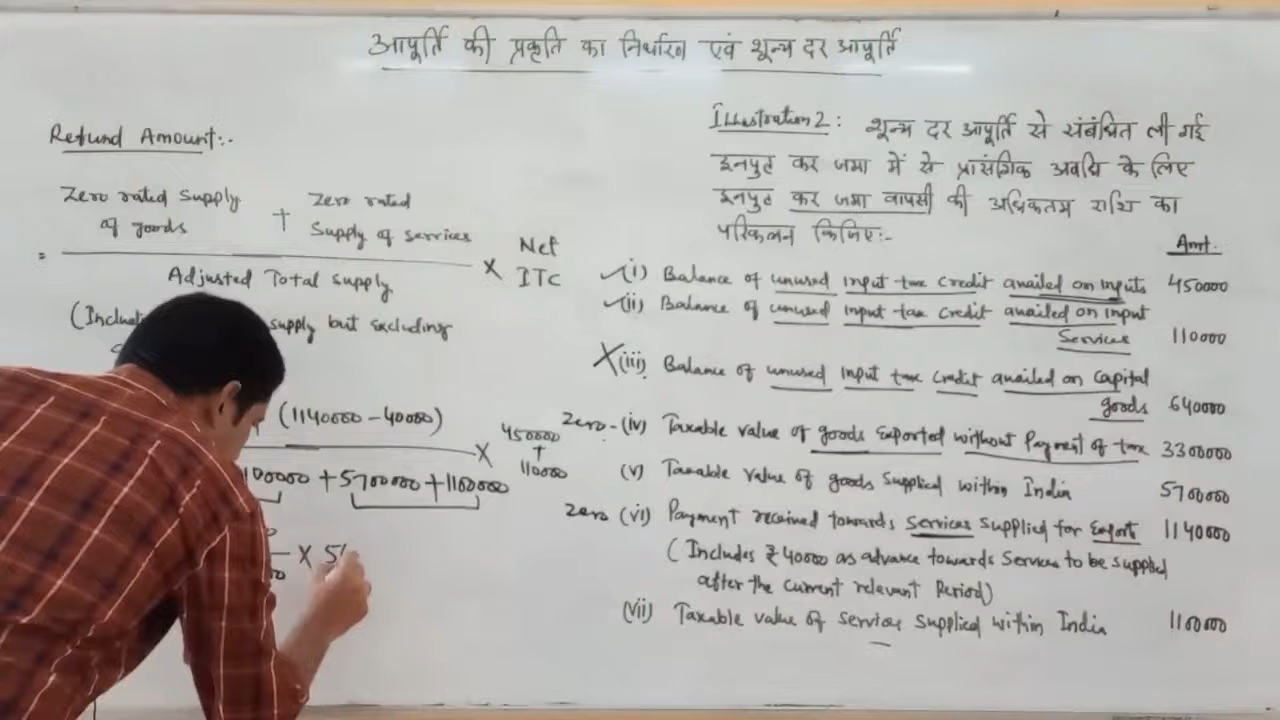 आपूर्ति की प्रकृति का निर्धारण एवं शून्य दर आपूर्ति
Refund Amount:-
Zero rated supply of goods + Zero rated Supply of services
= × Net ITC
Adjusted Total Supply
supply but excluding
(1140000 - 40000)
× 450000 + 110000
100000 + 5700000 + 1100000
× 5
Illustration 2: शून्य दर आपूर्ति से संबंधित ली गई
इनपुट कर जमा में से प्रासंगिक अवधि के लिए
इनपुट कर जमा वापसी की अधिकतम राशि का
परिकलन किजिए:-
Amt.
(i) Balance of unused input tax credit availed on inputs 450000
(ii) Balance of unused input tax credit availed on input
Services 110000
X (iii) Balance of unused input tax credit availed on capital
goods 640000
Zero - (iv) Taxable value of goods Exported without Payment of tax 3300000
(v) Taxable value of goods supplied within India 5700000
Zero (vi) Payment received towards services supplied for Export 1140000
(Includes ₹ 40000 as advance towards Services to be supplied
after the current relevant Period)
(vii) Taxable value of services supplied within India 1100000